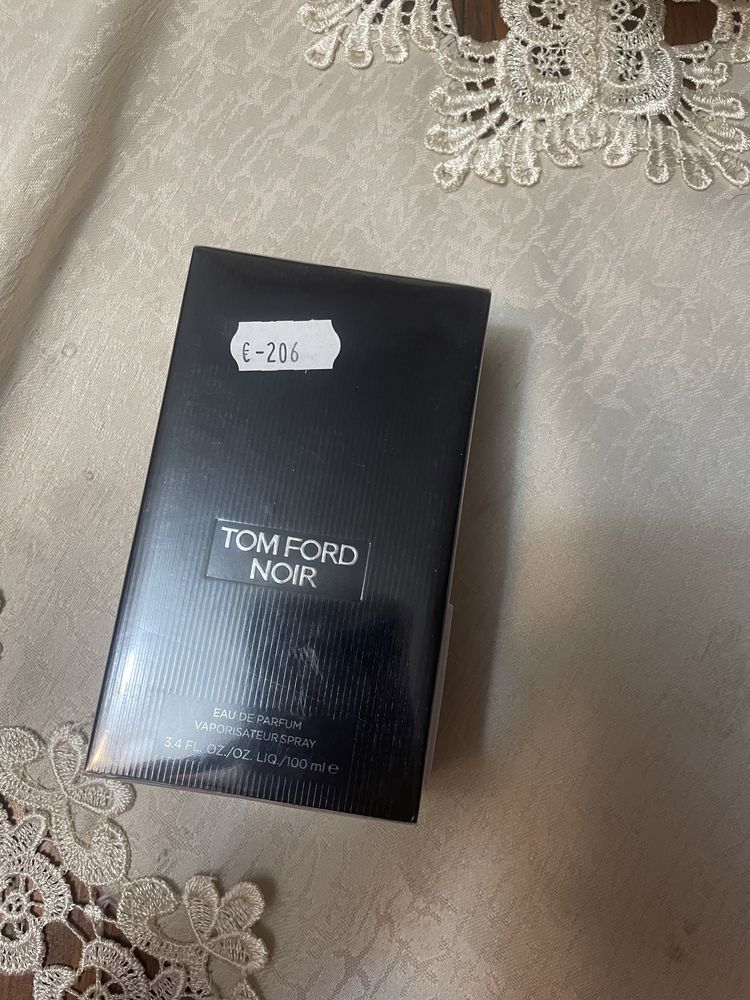 €-206
TOM FORD
NOIR
EAU DE PARFUM
VAPORISATEUR SPRAY
3.4 FL. OZ./OZ. LIQ./100 ml ℮